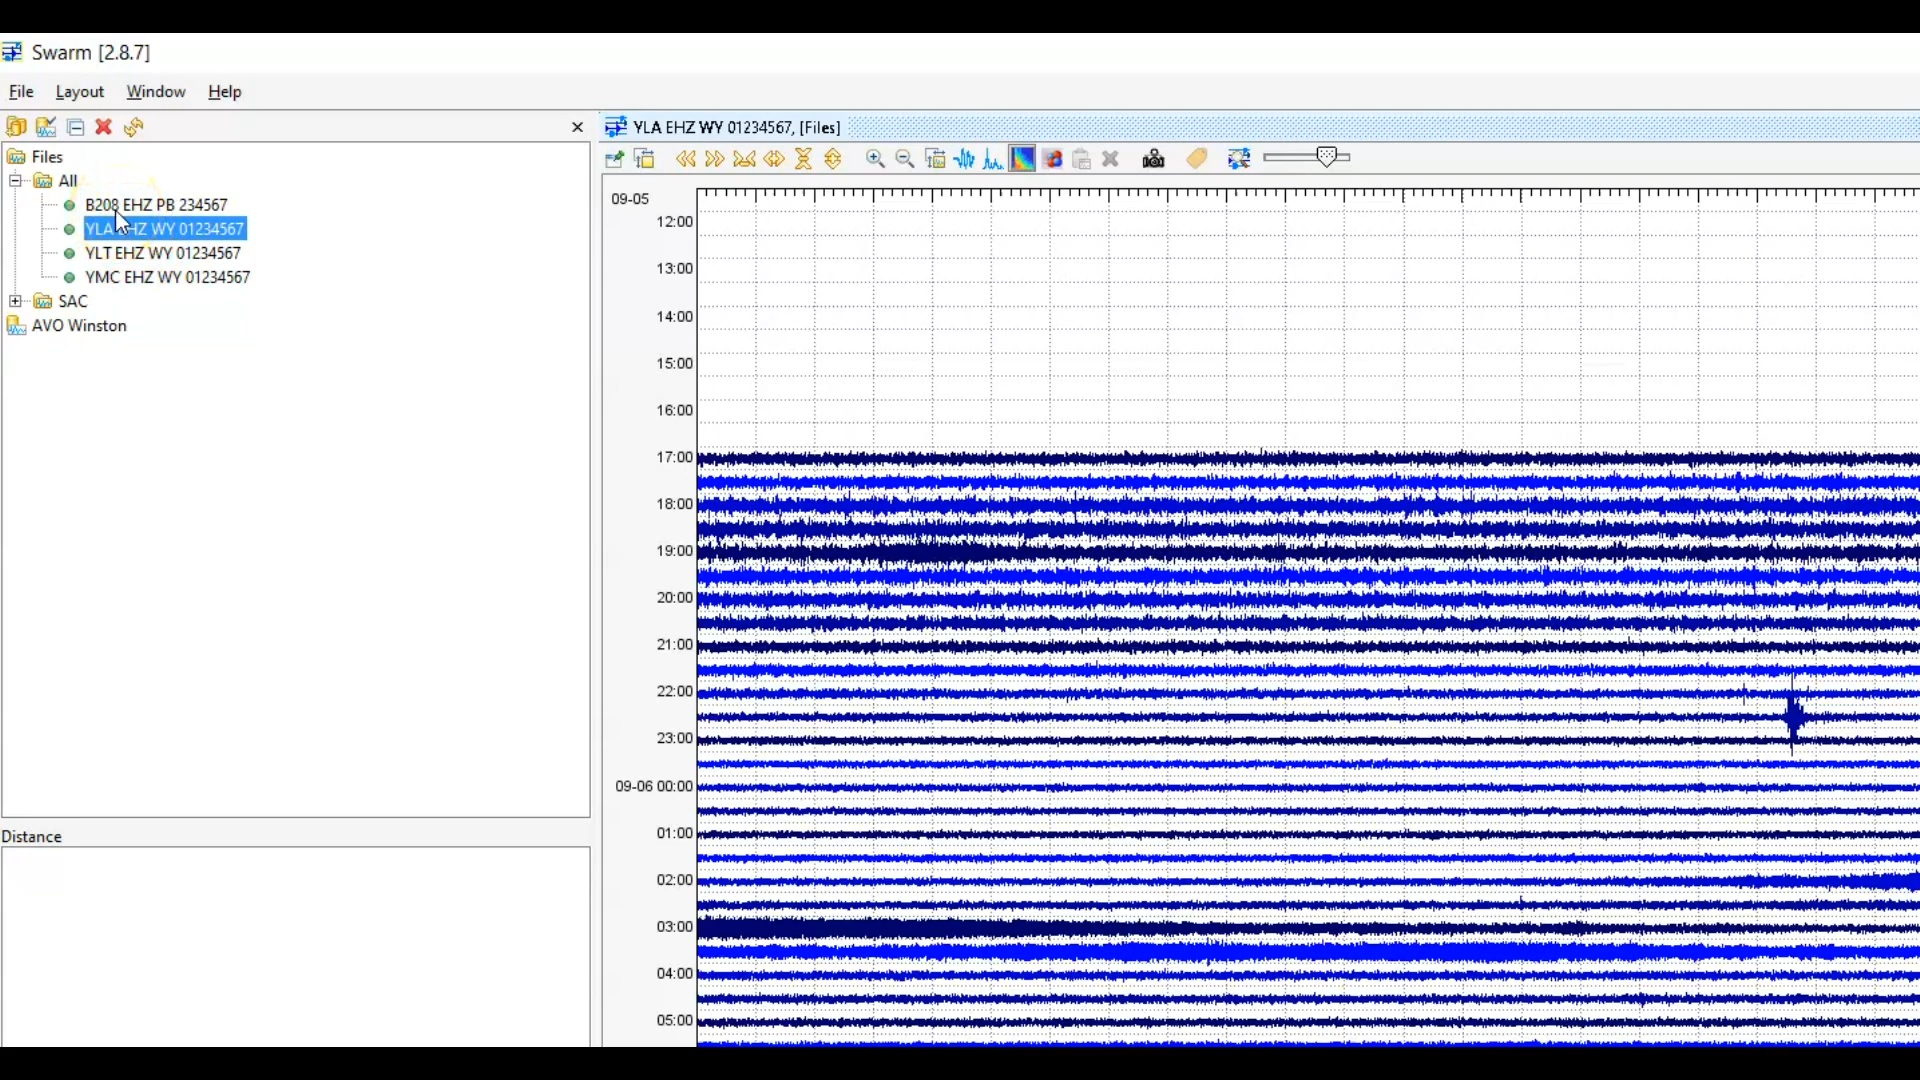 Swarm [2.8.7]
File Layout Window Help
YLA EHZ WY 01234567, [Files]
Files
All
B208 EHZ PB 234567
YLA EHZ WY 01234567
YLT EHZ WY 01234567
YMC EHZ WY 01234567
SAC
AVO Winston
Distance
09-05
12:00
13:00
14:00
15:00
16:00
17:00
18:00
19:00
20:00
21:00
22:00
23:00
09-06 00:00
01:00
02:00
03:00
04:00
05:00